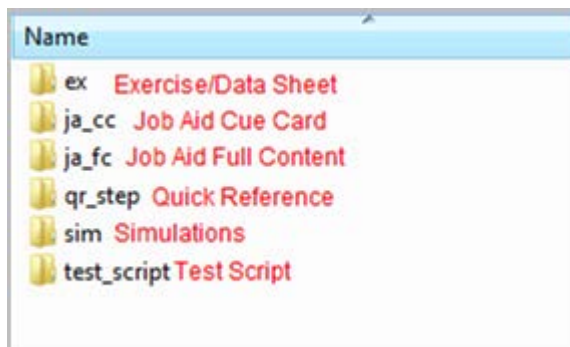 Name
ex Exercise/Data Sheet
ja_cc Job Aid Cue Card
ja_fc Job Aid Full Content
qr_step Quick Reference
sim Simulations
test_script Test Script